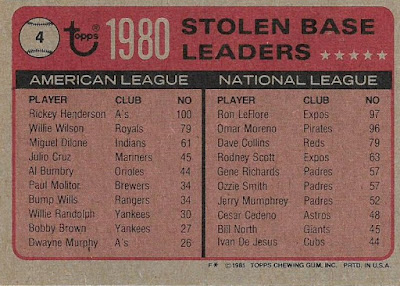 4
topps
1980
STOLEN BASE
LEADERS
AMERICAN LEAGUE
PLAYER CLUB NO
Rickey Henderson A's 100
Willie Wilson Royals 79
Miguel Dilone Indians 61
Julio Cruz Mariners 45
Al Bumbry Orioles 44
Paul Molitor Brewers 34
Bump Wills Rangers 34
Willie Randolph Yankees 30
Bobby Brown Yankees 27
Dwayne Murphy A's 26
NATIONAL LEAGUE
PLAYER CLUB NO
Ron LeFlore Expos 97
Omar Moreno Pirates 96
Dave Collins Reds 79
Rodney Scott Expos 63
Gene Richards Padres 57
Ozzie Smith Padres 57
Jerry Mumphrey Padres 52
Cesar Cedeno Astros 48
Bill North Giants 45
Ivan De Jesus Cubs 44
F* © 1981 TOPPS CHEWING GUM, INC. PRTD. IN U.S.A.